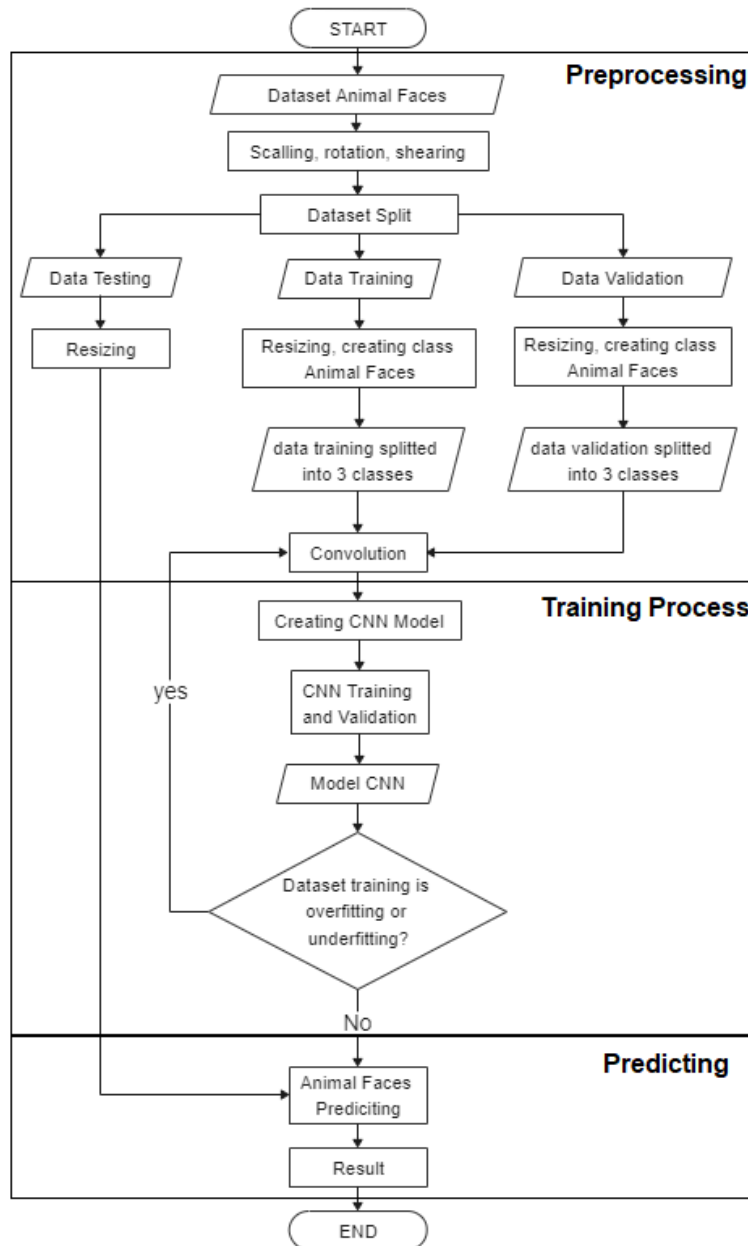 START
Preprocessing
Dataset Animal Faces
Scalling, rotation, shearing
Dataset Split
Data Testing
Data Training
Data Validation
Resizing
Resizing, creating class
Animal Faces
Resizing, creating class
Animal Faces
data training splitted
into 3 classes
data validation splitted
into 3 classes
Convolution
Training Process
Creating CNN Model
yes
CNN Training
and Validation
Model CNN
Dataset training is
overfitting or
underfitting?
No
Predicting
Animal Faces
Prediciting
Result
END